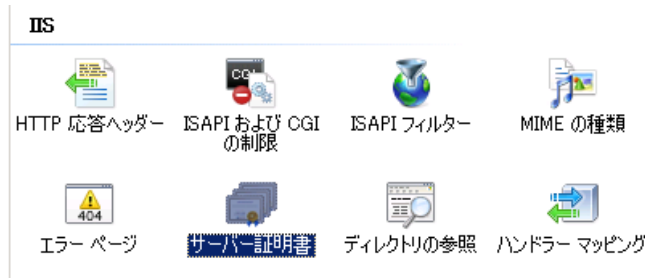 IIS
HTTP 応答ヘッダー
ISAPI および CGI
の制限
ISAPI フィルター
MIME の種類
エラー ページ
サーバー証明書
ディレクトリの参照
ハンドラー マッピング
CGI
404